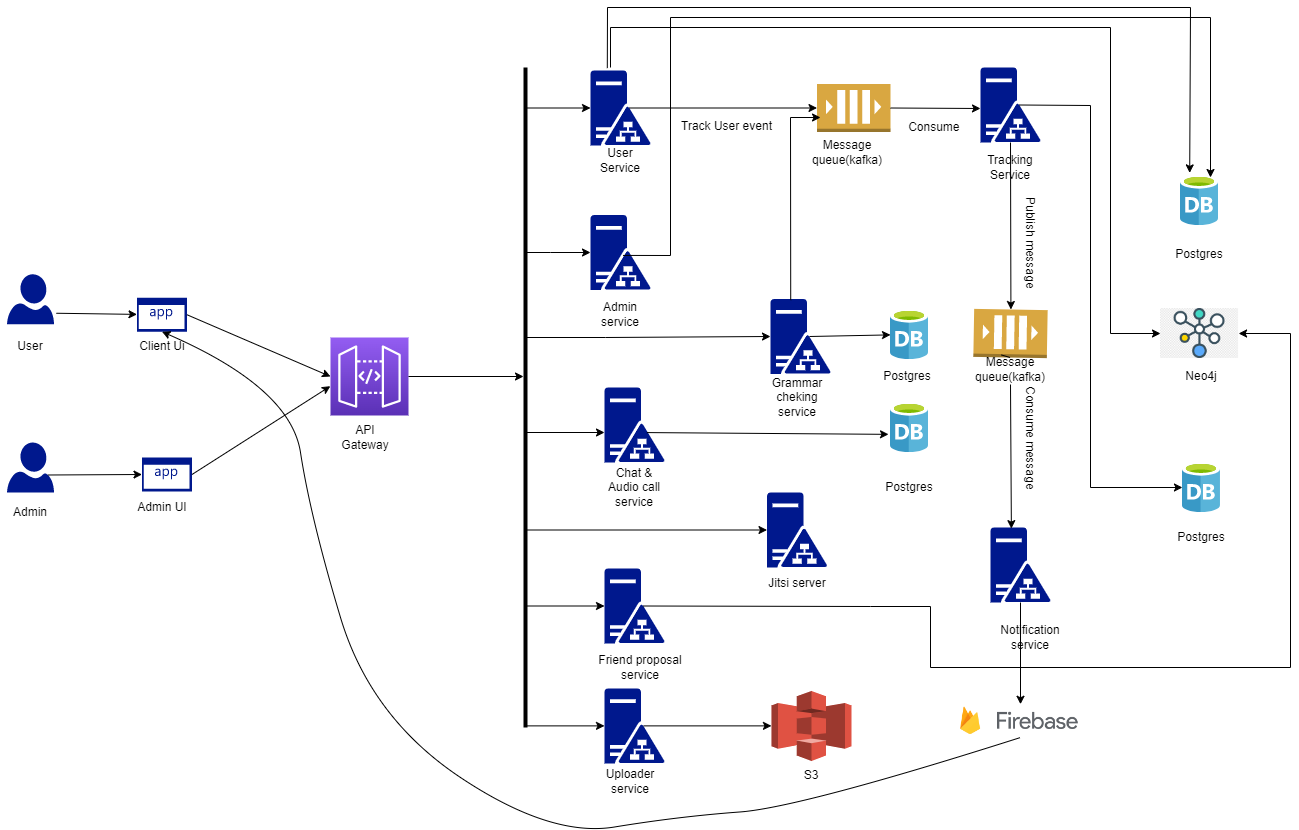 User
Service
Track User event
Message
queue(kafka)
Consume
Tracking
Service
DB
Postgres
Publish message
Admin
service
User
app
Client Ui
API
Gateway
Admin
app
Admin UI
</>
Grammar
cheking
service
DB
Postgres
Message
queue(kafka)
Neo4j
Consume message
Chat &
Audio call
service
DB
Postgres
DB
Postgres
Jitsi server
Notification
service
Friend proposal
service
Firebase
Uploader
service
S3